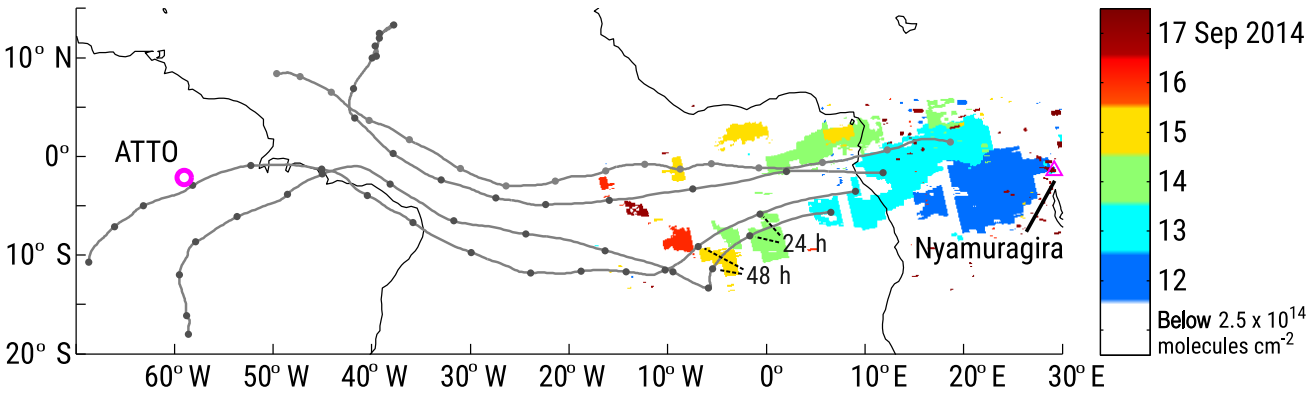 10° N
0°
10° S
20° S
60° W
50° W
40° W
30° W
20° W
10° W
0°
10° E
20° E
30° E
ATTO
24 h
48 h
Nyamuragira
17 Sep 2014
16
15
14
13
12
Below 2.5 x 10¹⁴
molecules cm⁻²